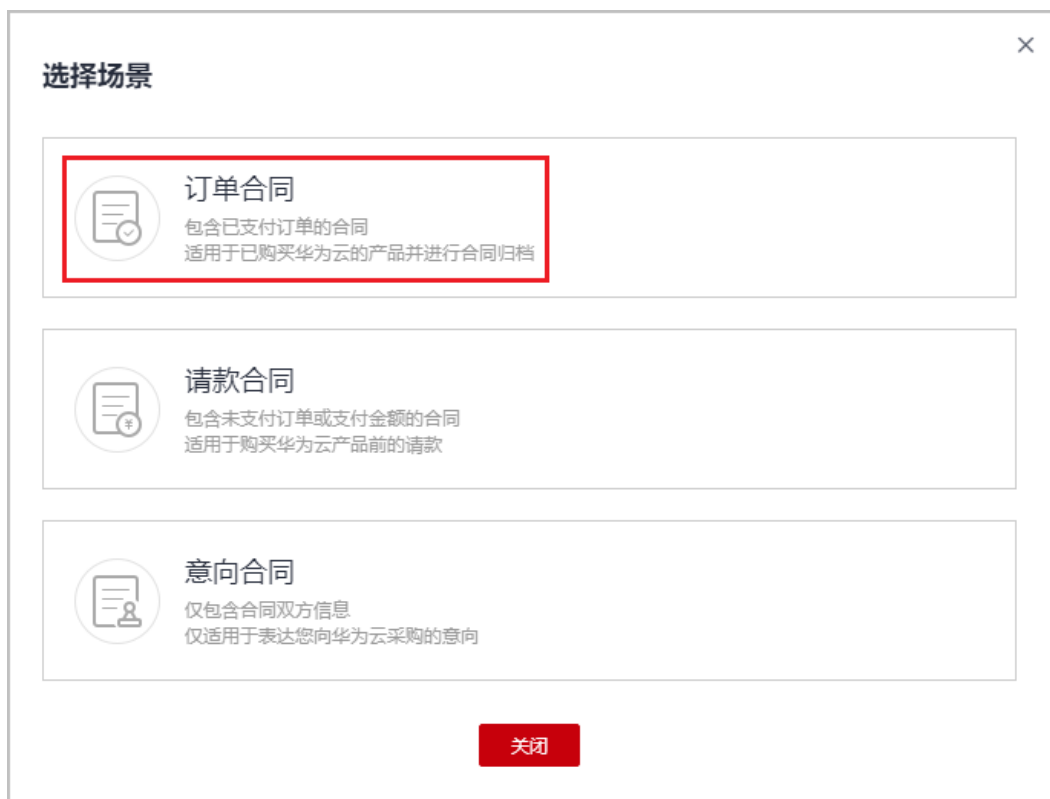 选择场景
订单合同
包含已支付订单的合同
适用于已购买华为云的产品并进行合同归档
请款合同
包含未支付订单或支付金额的合同
适用于购买华为云产品前的请款
意向合同
仅包含合同双方信息
仅适用于表达您向华为云采购的意向
关闭